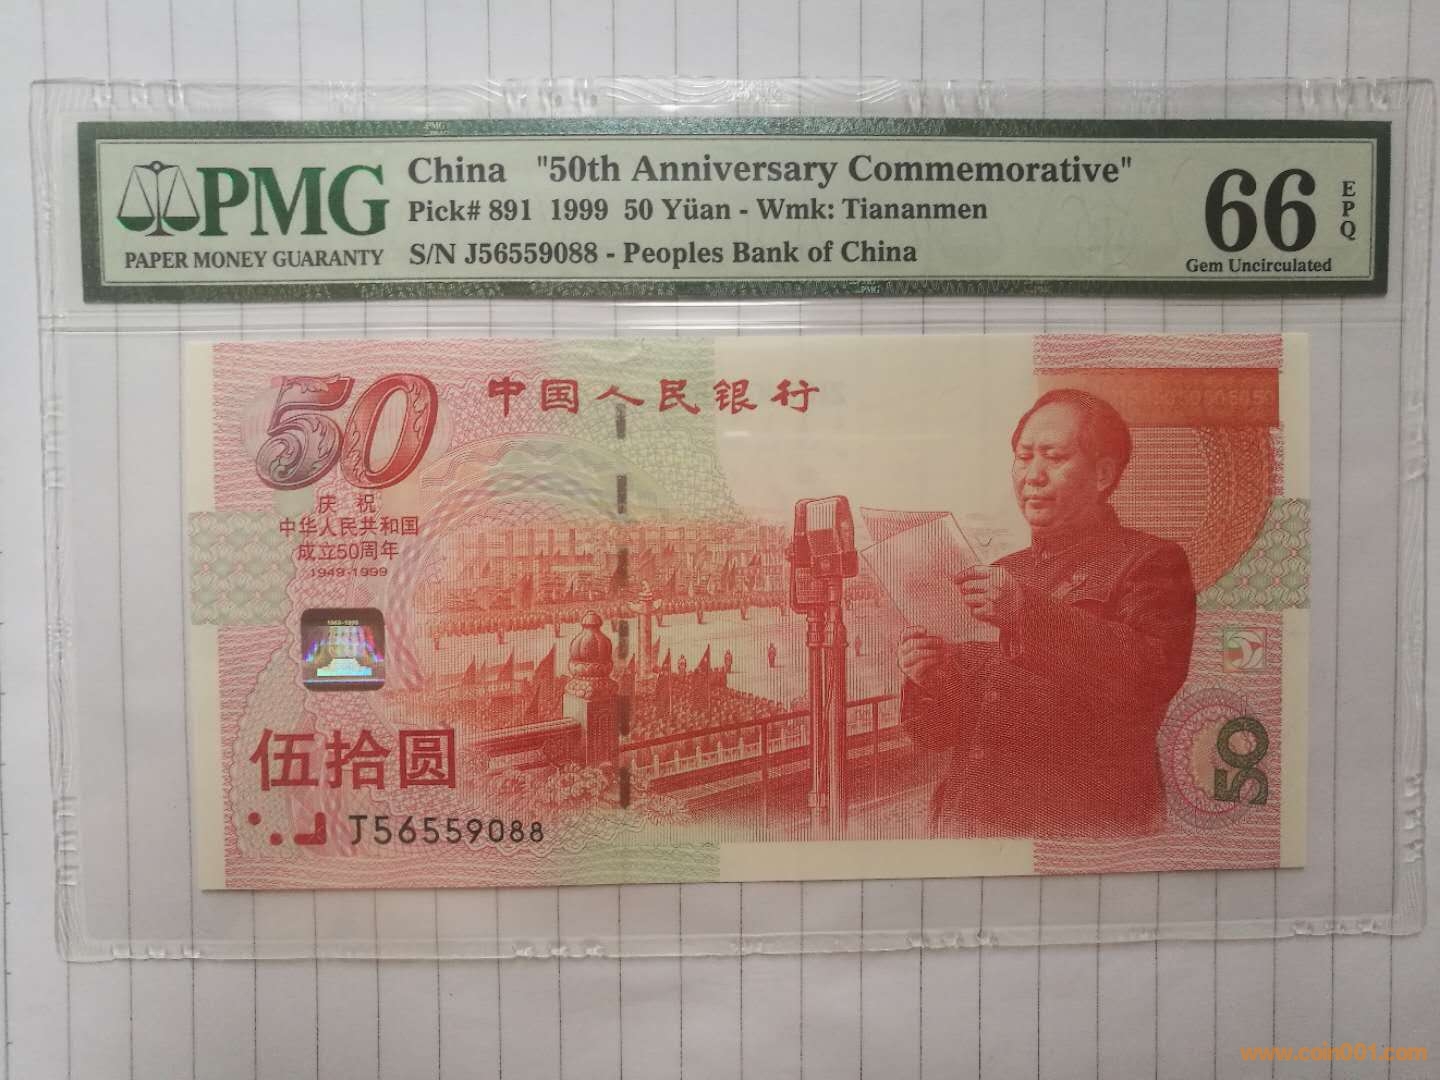 PMG
PAPER MONEY GUARANTY
China "50th Anniversary Commemorative"
Pick# 891 1999 50 Yüan - Wmk: Tiananmen
S/N J56559088 - Peoples Bank of China
66
EPQ
Gem Uncirculated
50
中国人民银行
庆祝
中华人民共和国
成立50周年
1949-1999
1949-1999
伍拾圆
J56559088
50
www.coin001.com